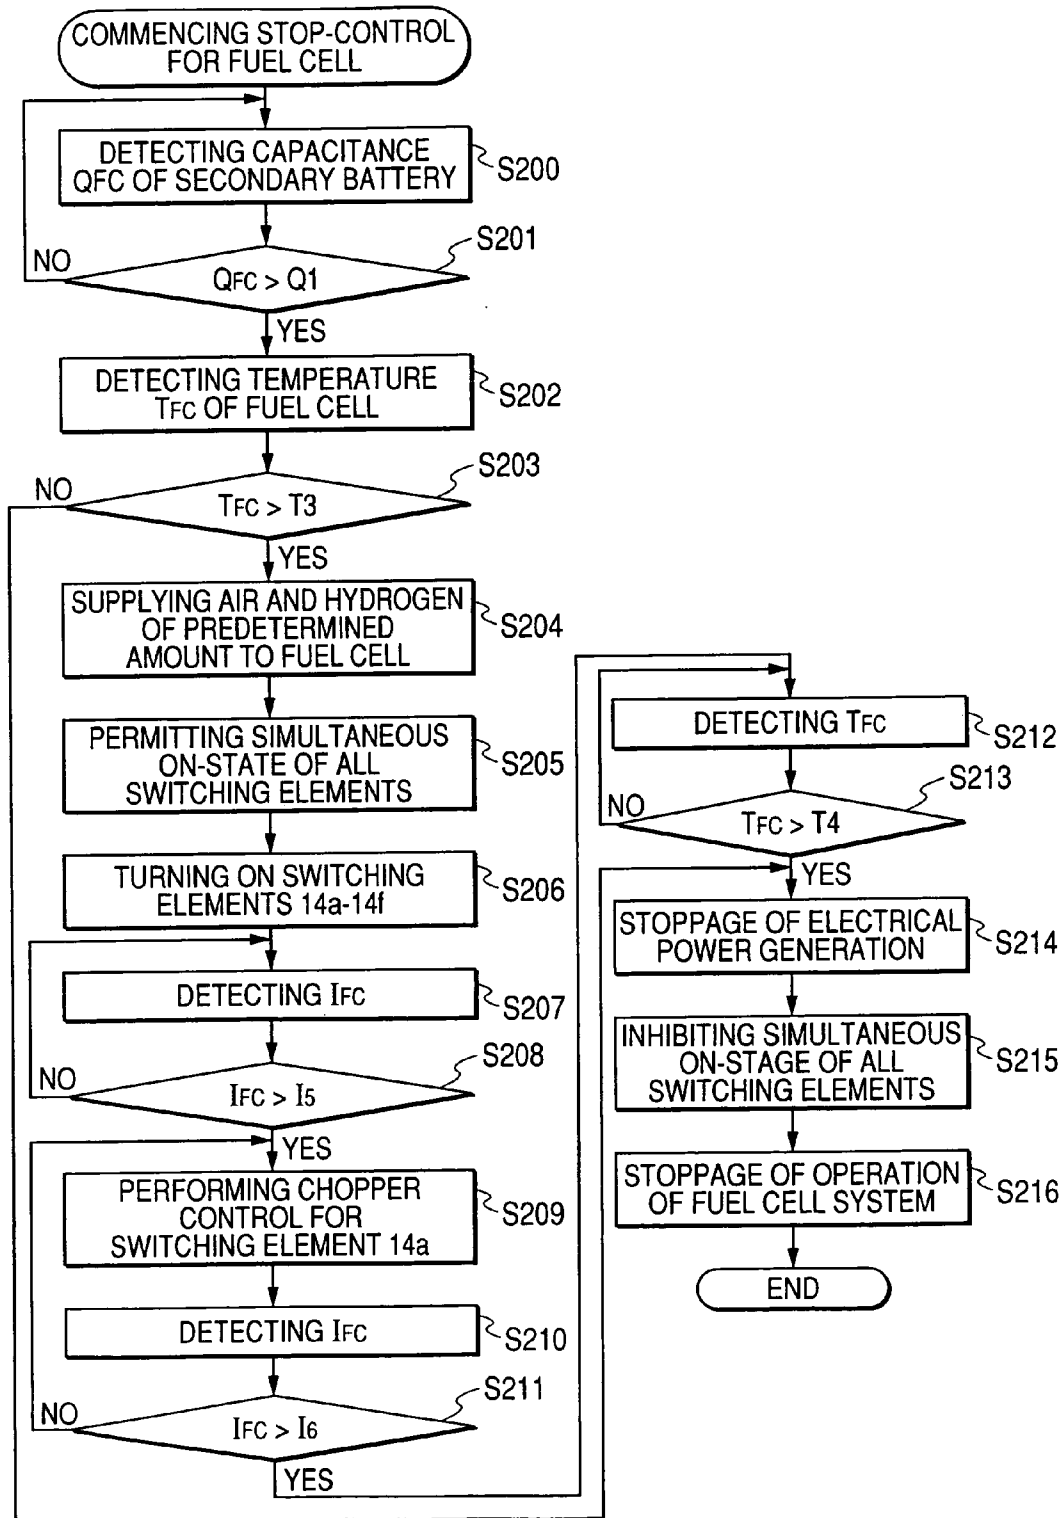 COMMENCING STOP-CONTROL
FOR FUEL CELL
DETECTING CAPACITANCE
QFC OF SECONDARY BATTERY
S200
S201
NO
QFC > Q1
YES
DETECTING TEMPERATURE
TFC OF FUEL CELL
S202
S203
NO
TFC > T3
YES
SUPPLYING AIR AND HYDROGEN
OF PREDETERMINED
AMOUNT TO FUEL CELL
S204
PERMITTING SIMULTANEOUS
ON-STATE OF ALL
SWITCHING ELEMENTS
S205
TURNING ON SWITCHING
ELEMENTS 14a-14f
S206
DETECTING IFC
S207
S208
NO
IFC > I5
YES
PERFORMING CHOPPER
CONTROL FOR
SWITCHING ELEMENT 14a
S209
DETECTING IFC
S210
S211
NO
IFC > I6
YES
DETECTING TFC
S212
S213
NO
TFC > T4
YES
STOPPAGE OF ELECTRICAL
POWER GENERATION
S214
INHIBITING SIMULTANEOUS
ON-STAGE OF ALL
SWITCHING ELEMENTS
S215
STOPPAGE OF OPERATION
OF FUEL CELL SYSTEM
S216
END